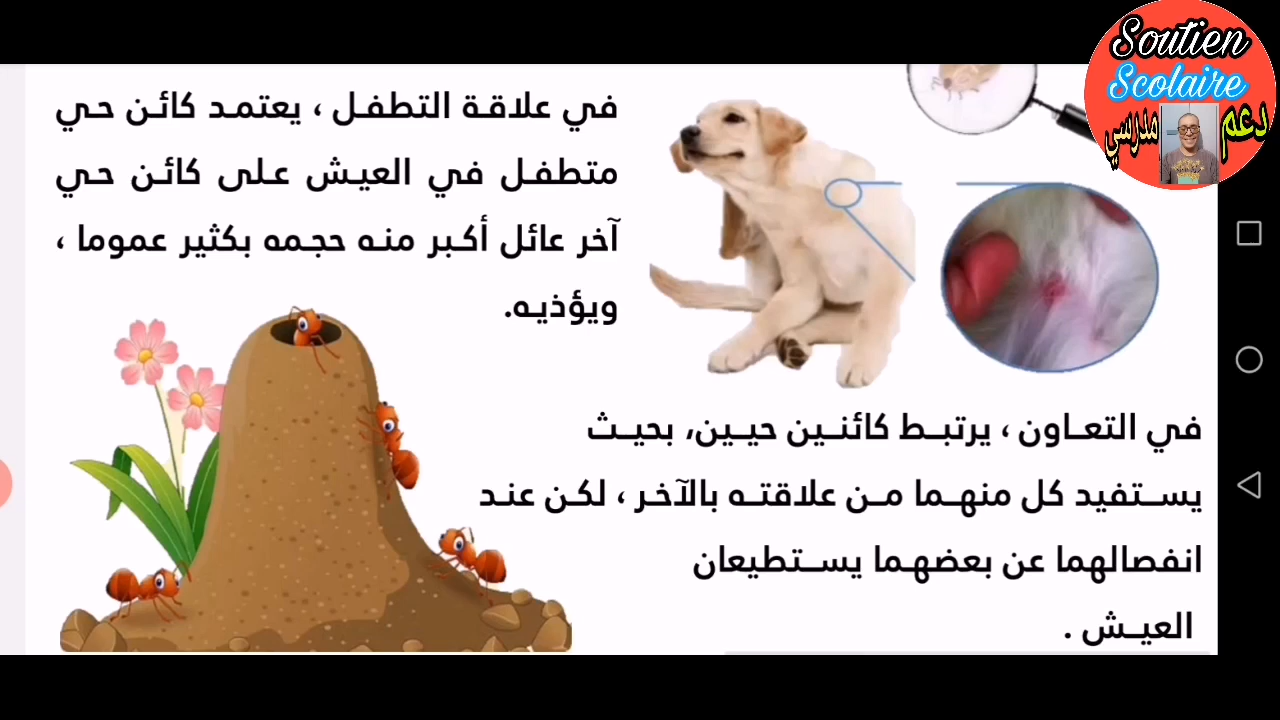 Soutien
Scolaire
دعم مدرسي
في علاقة التطفل ، يعتمد كائن حي
متطفل في العيش على كائن حي
آخر عائل أكبر منه حجمه بكثير عموما ،
ويؤذيه.
في التعاون ، يرتبط كائنين حيين، بحيث
يستفيد كل منهما من علاقته بالآخر ، لكن عند
انفصالهما عن بعضهما يستطيعان
العيش .